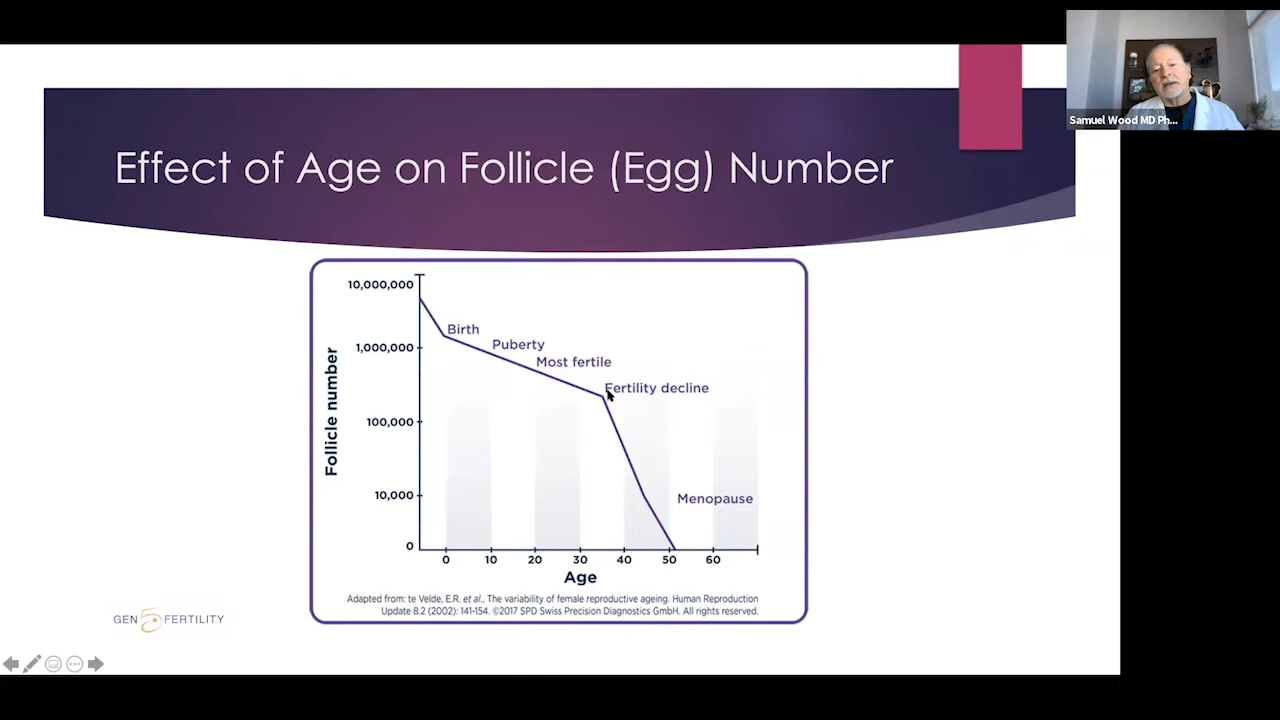 Samuel Wood MD Ph...
Effect of Age on Follicle (Egg) Number
Follicle number
10,000,000
1,000,000
100,000
10,000
0
Birth
Puberty
Most fertile
Fertility decline
Menopause
0 10 20 30 40 50 60
Age
Adapted from: te Velde, E.R. et al., The variability of female reproductive ageing. Human Reproduction
Update 8.2 (2002): 141-154. ©2017 SPD Swiss Precision Diagnostics GmbH. All rights reserved.
GEN 5 FERTILITY